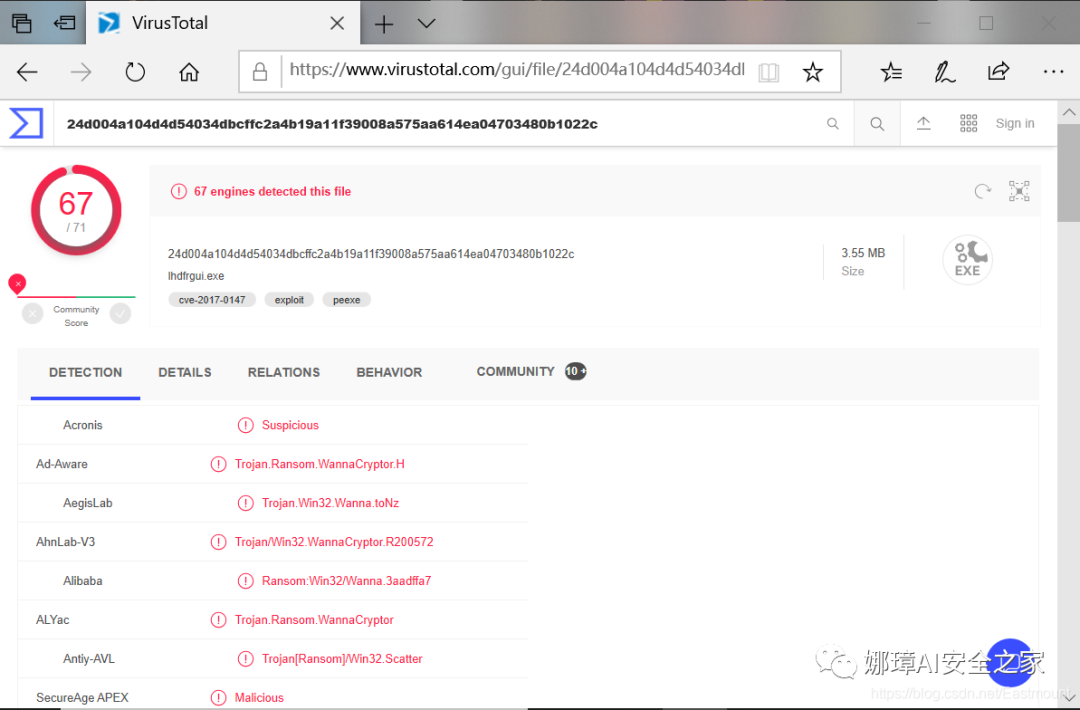 VirusTotal
https://www.virustotal.com/gui/file/24d004a104d4d54034dl
24d004a104d4d54034dbcffc2a4b19a11f39008a575aa614ea04703480b1022c
Sign in
67
/ 71
67 engines detected this file
24d004a104d4d54034dbcffc2a4b19a11f39008a575aa614ea04703480b1022c
lhdfrgui.exe
cve-2017-0147 exploit peexe
3.55 MB
Size
EXE
Community
Score
DETECTION DETAILS RELATIONS BEHAVIOR COMMUNITY 10+
Acronis Suspicious
Ad-Aware Trojan.Ransom.WannaCryptor.H
AegisLab Trojan.Win32.Wanna.toNz
AhnLab-V3 Trojan/Win32.WannaCryptor.R200572
Alibaba Ransom:Win32/Wanna.3aadffa7
ALYac Trojan.Ransom.WannaCryptor
Antiy-AVL Trojan[Ransom]/Win32.Scatter
SecureAge APEX Malicious
娜璋AI安全之家
https://blog.csdn.net/Eastmount